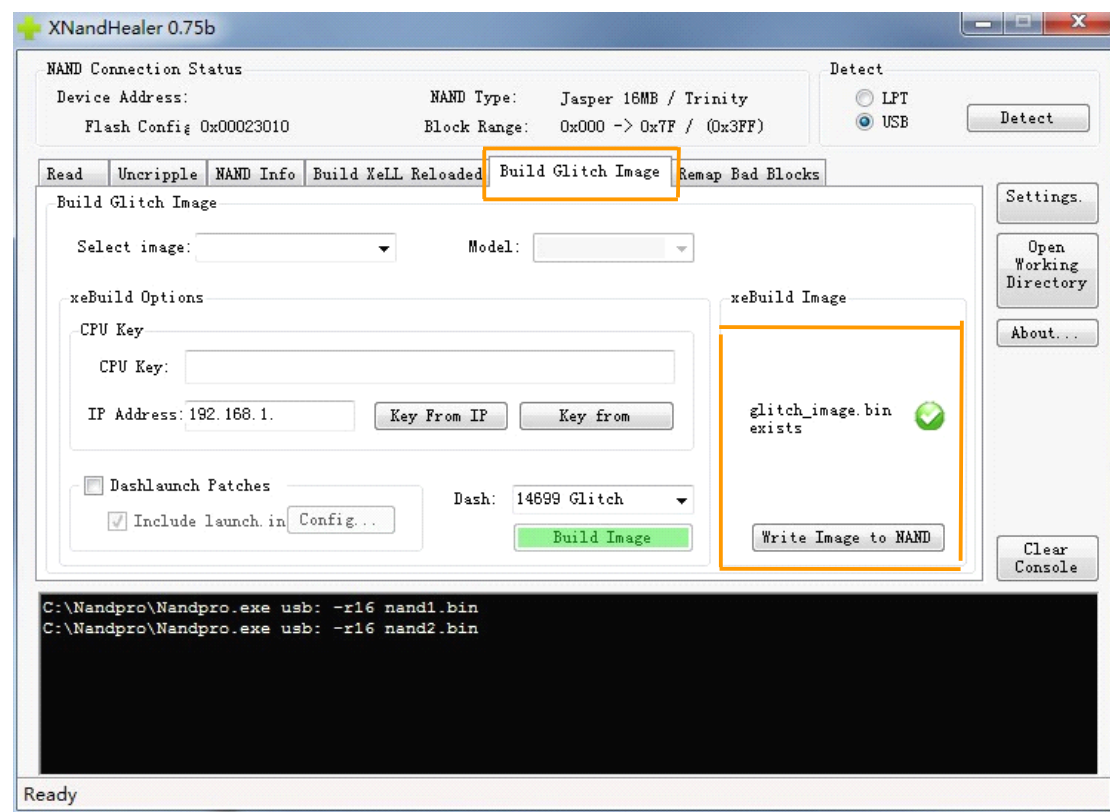 XNandHealer 0.75b
NAND Connection Status
Device Address:
NAND Type: Jasper 16MB / Trinity
Flash Config 0x00023010
Block Range: 0x000 -> 0x7F / (0x3FF)
Detect
LPT
USB
Detect
Read
Uncripple
NAND Info
Build XeLL Reloaded
Build Glitch Image
Remap Bad Blocks
Build Glitch Image
Select image:
Model:
xeBuild Options
CPU Key
CPU Key:
IP Address: 192.168.1.
Key From IP
Key from
Dashlaunch Patches
Include launch.in
Config...
Dash: 14699 Glitch
Build Image
xeBuild Image
glitch_image.bin
exists
Write Image to NAND
Settings.
Open
Working
Directory
About...
Clear
Console
C:\Nandpro\Nandpro.exe usb: -r16 nand1.bin
C:\Nandpro\Nandpro.exe usb: -r16 nand2.bin
Ready